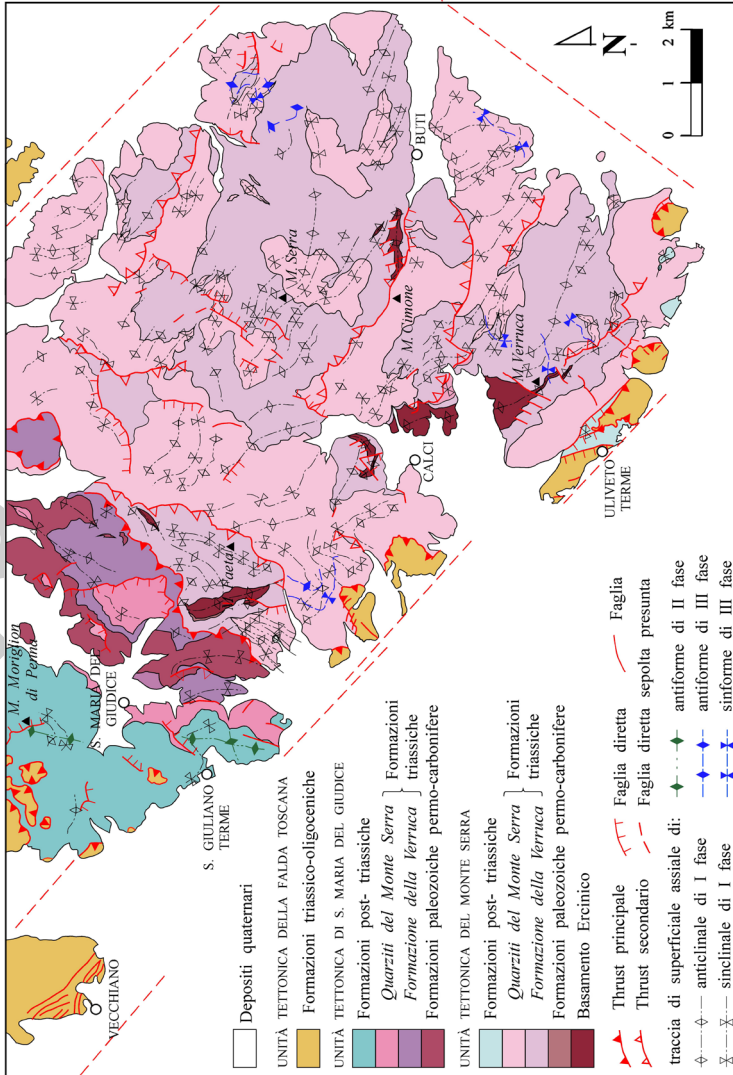 VECCHIANO
S. GIULIANO
TERME
S. MARIA DEL
GIUDICE
M. Moriglion
di Penna
Faeta
CALCI
M. Serra
M. Cimone
BUTI
M. Verruca
ULIVETO
TERME
N
0 1 2 km
Depositi quaternari
UNITÀ TETTONICA DELLA FALDA TOSCANA
Formazioni triassico-oligoceniche
UNITÀ TETTONICA DI S. MARIA DEL GIUDICE
Formazioni post- triassiche
Quarziti del Monte Serra
Formazione della Verruca
Formazioni
triassiche
Formazioni paleozoiche permo-carbonifere
UNITÀ TETTONICA DEL MONTE SERRA
Formazioni post- triassiche
Quarziti del Monte Serra
Formazione della Verruca
Formazioni
triassiche
Formazioni paleozoiche permo-carbonifere
Basamento Ercinico
Thrust principale
Thrust secondario
Faglia diretta
Faglia diretta sepolta presunta
Faglia
traccia di superficie assiale di:
anticlinale di I fase
sinclinale di I fase
antiforme di II fase
antiforme di III fase
sinforme di III fase